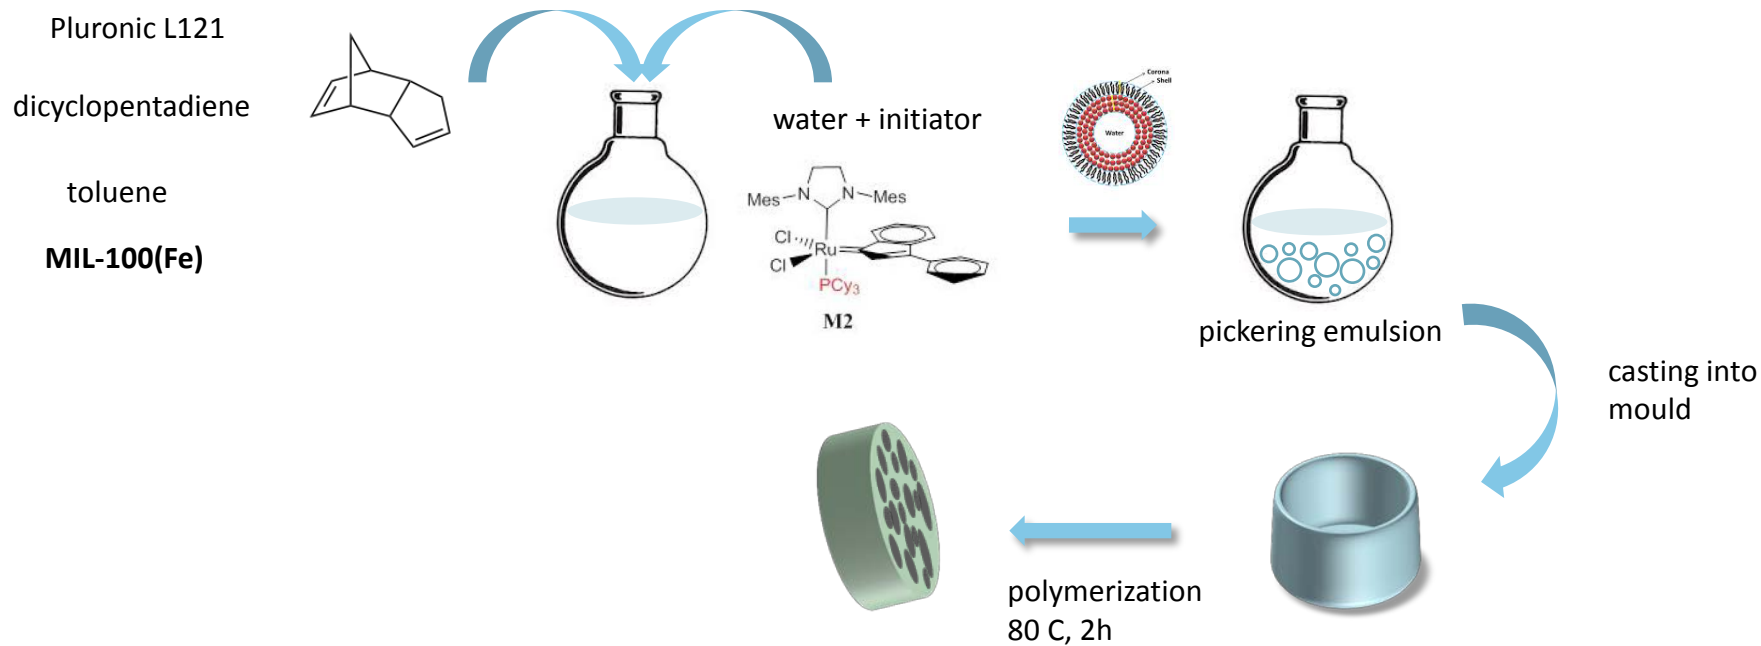 Pluronic L121
dicyclopentadiene
toluene
MIL-100(Fe)
water + initiator
Mes
N
N
Mes
Cl
Cl
Ru
PCy3
M2
Corona
Shell
Water
pickering emulsion
casting into
mould
polymerization
80 C, 2h